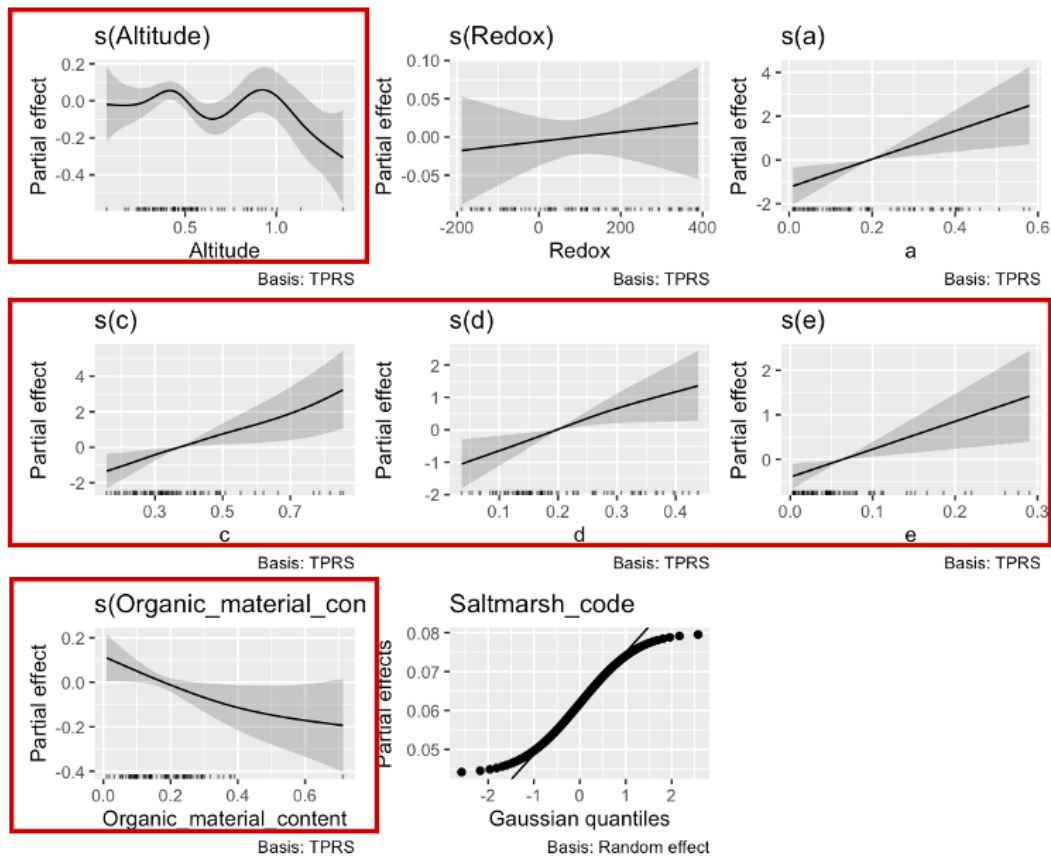 s(Altitude)
Partial effect
0.2
0.0
-0.2
-0.4
0.5 1.0
Altitude
Basis: TPRS
s(Redox)
Partial effect
0.10
0.05
0.00
-0.05
-200 0 200 400
Redox
Basis: TPRS
s(a)
Partial effect
4
2
0
-2
0.0 0.2 0.4 0.6
a
Basis: TPRS
s(c)
Partial effect
4
2
0
-2
0.3 0.5 0.7
c
Basis: TPRS
s(d)
Partial effect
2
1
0
-1
-2
0.1 0.2 0.3 0.4
d
Basis: TPRS
s(e)
Partial effect
2
1
0
0.0 0.1 0.2 0.3
e
Basis: TPRS
s(Organic_material_con
Partial effect
0.2
0.0
-0.2
-0.4
0.0 0.2 0.4 0.6
Organic_material_content
Basis: TPRS
Saltmarsh_code
Partial effects
0.08
0.07
0.06
0.05
-2 -1 0 1 2
Gaussian quantiles
Basis: Random effect